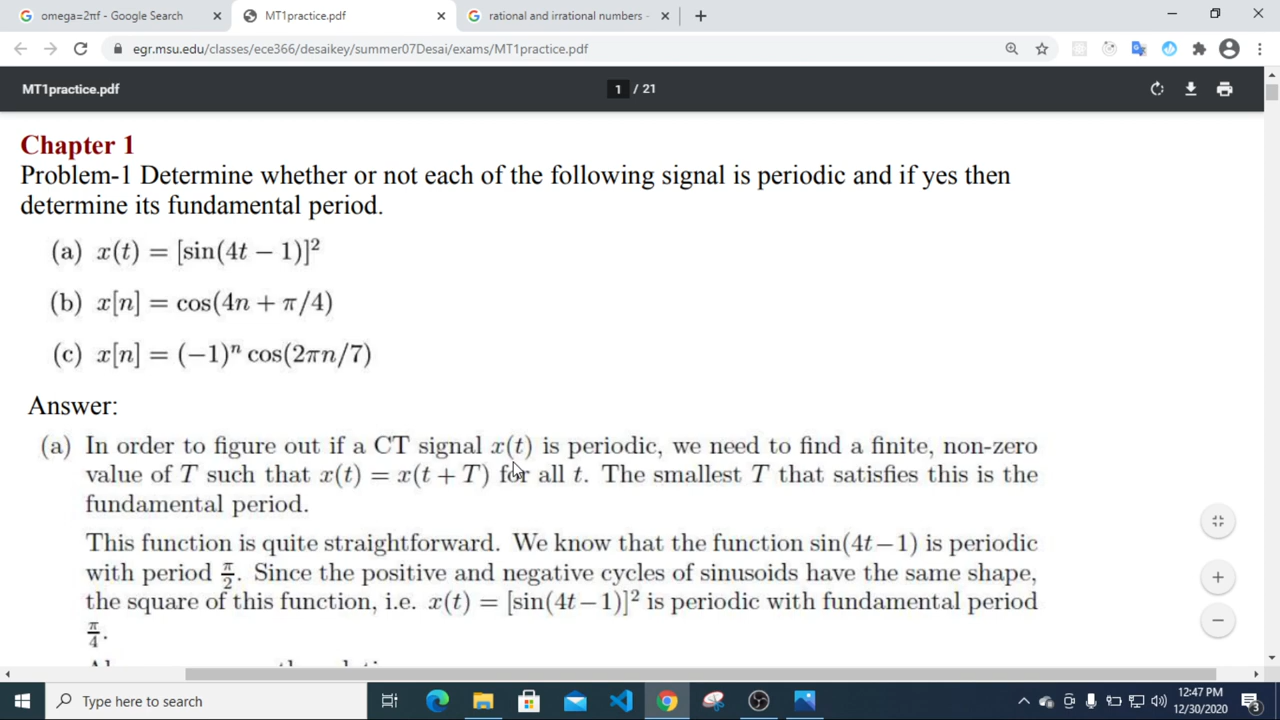 omega=2πf - Google Search
MT1practice.pdf
rational and irrational numbers -
egr.msu.edu/classes/ece366/desaikey/summer07Desai/exams/MT1practice.pdf
MT1practice.pdf
1 / 21
Chapter 1
Problem-1 Determine whether or not each of the following signal is periodic and if yes then
determine its fundamental period.
(a) x(t) = [sin(4t − 1)]²
(b) x[n] = cos(4n + π/4)
(c) x[n] = (−1)ⁿ cos(2πn/7)
Answer:
(a) In order to figure out if a CT signal x(t) is periodic, we need to find a finite, non-zero
value of T such that x(t) = x(t + T) for all t. The smallest T that satisfies this is the
fundamental period.
This function is quite straightforward. We know that the function sin(4t−1) is periodic
with period π/2. Since the positive and negative cycles of sinusoids have the same shape,
the square of this function, i.e. x(t) = [sin(4t−1)]² is periodic with fundamental period
π/4.
Type here to search
12:47 PM
12/30/2020
3